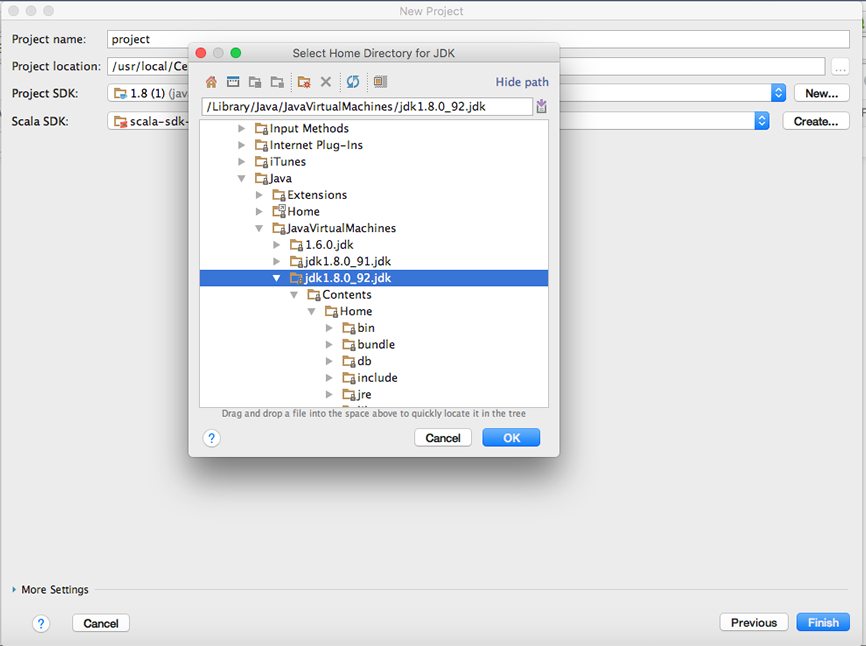 New Project
Project name: project
Project location: /usr/local/Ce ...
Project SDK: 1.8 (1) (jav New...
Scala SDK: scala-sdk- Create...
Select Home Directory for JDK
Hide path
/Library/Java/JavaVirtualMachines/jdk1.8.0_92.jdk
Input Methods
Internet Plug-Ins
iTunes
Java
Extensions
Home
JavaVirtualMachines
1.6.0.jdk
jdk1.8.0_91.jdk
jdk1.8.0_92.jdk
Contents
Home
bin
bundle
db
include
jre
Drag and drop a file into the space above to quickly locate it in the tree
? Cancel OK
More Settings
? Cancel Previous Finish